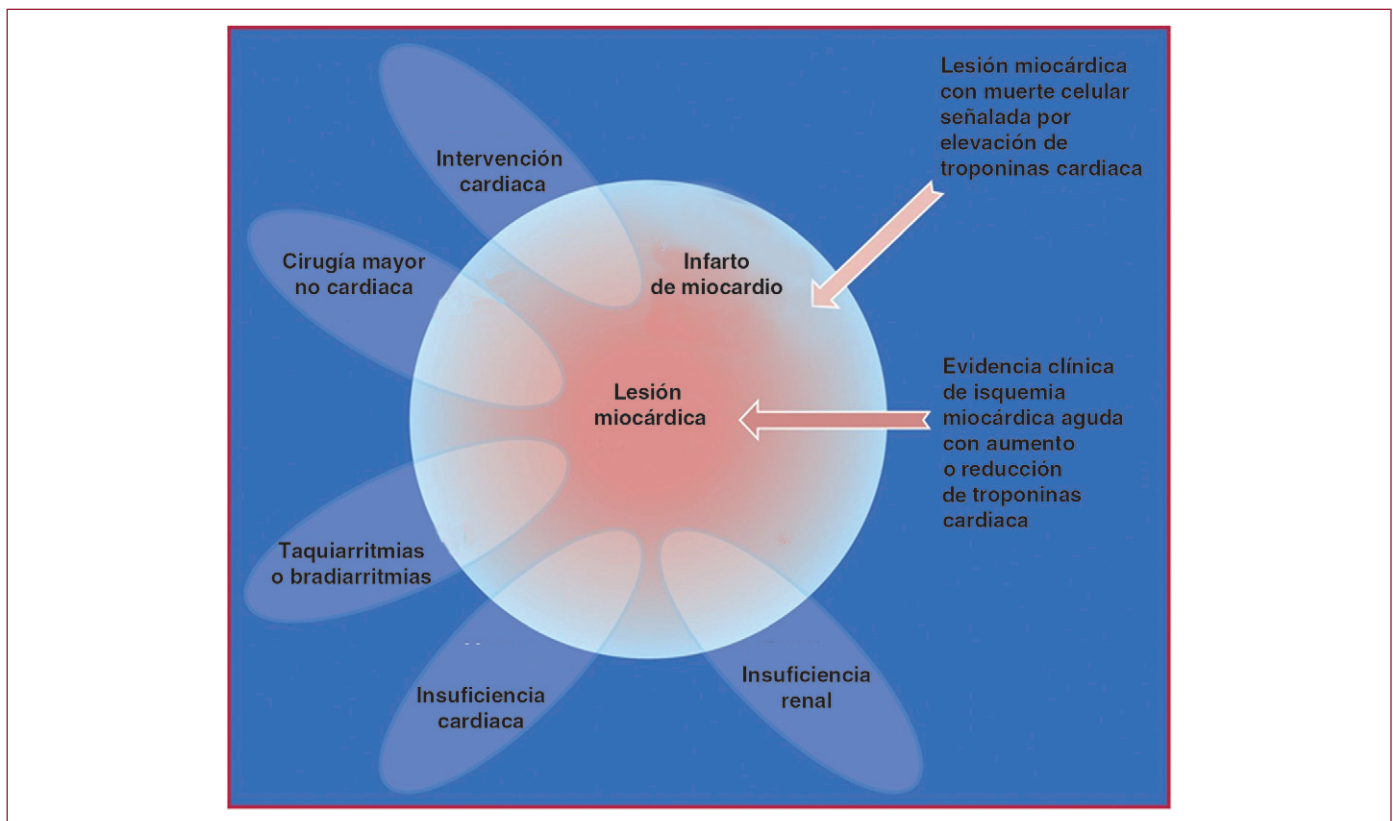 Lesión miocárdica
con muerte celular
señalada por
elevación de
troponinas cardiaca
Intervención
cardiaca
Cirugía mayor
no cardiaca
Infarto
de miocardio
Lesión
miocárdica
Evidencia clínica
de isquemia
miocárdica aguda
con aumento
o reducción
de troponinas
cardiaca
Taquiarritmias
o bradiarritmias
Insuficiencia
cardiaca
Insuficiencia
renal